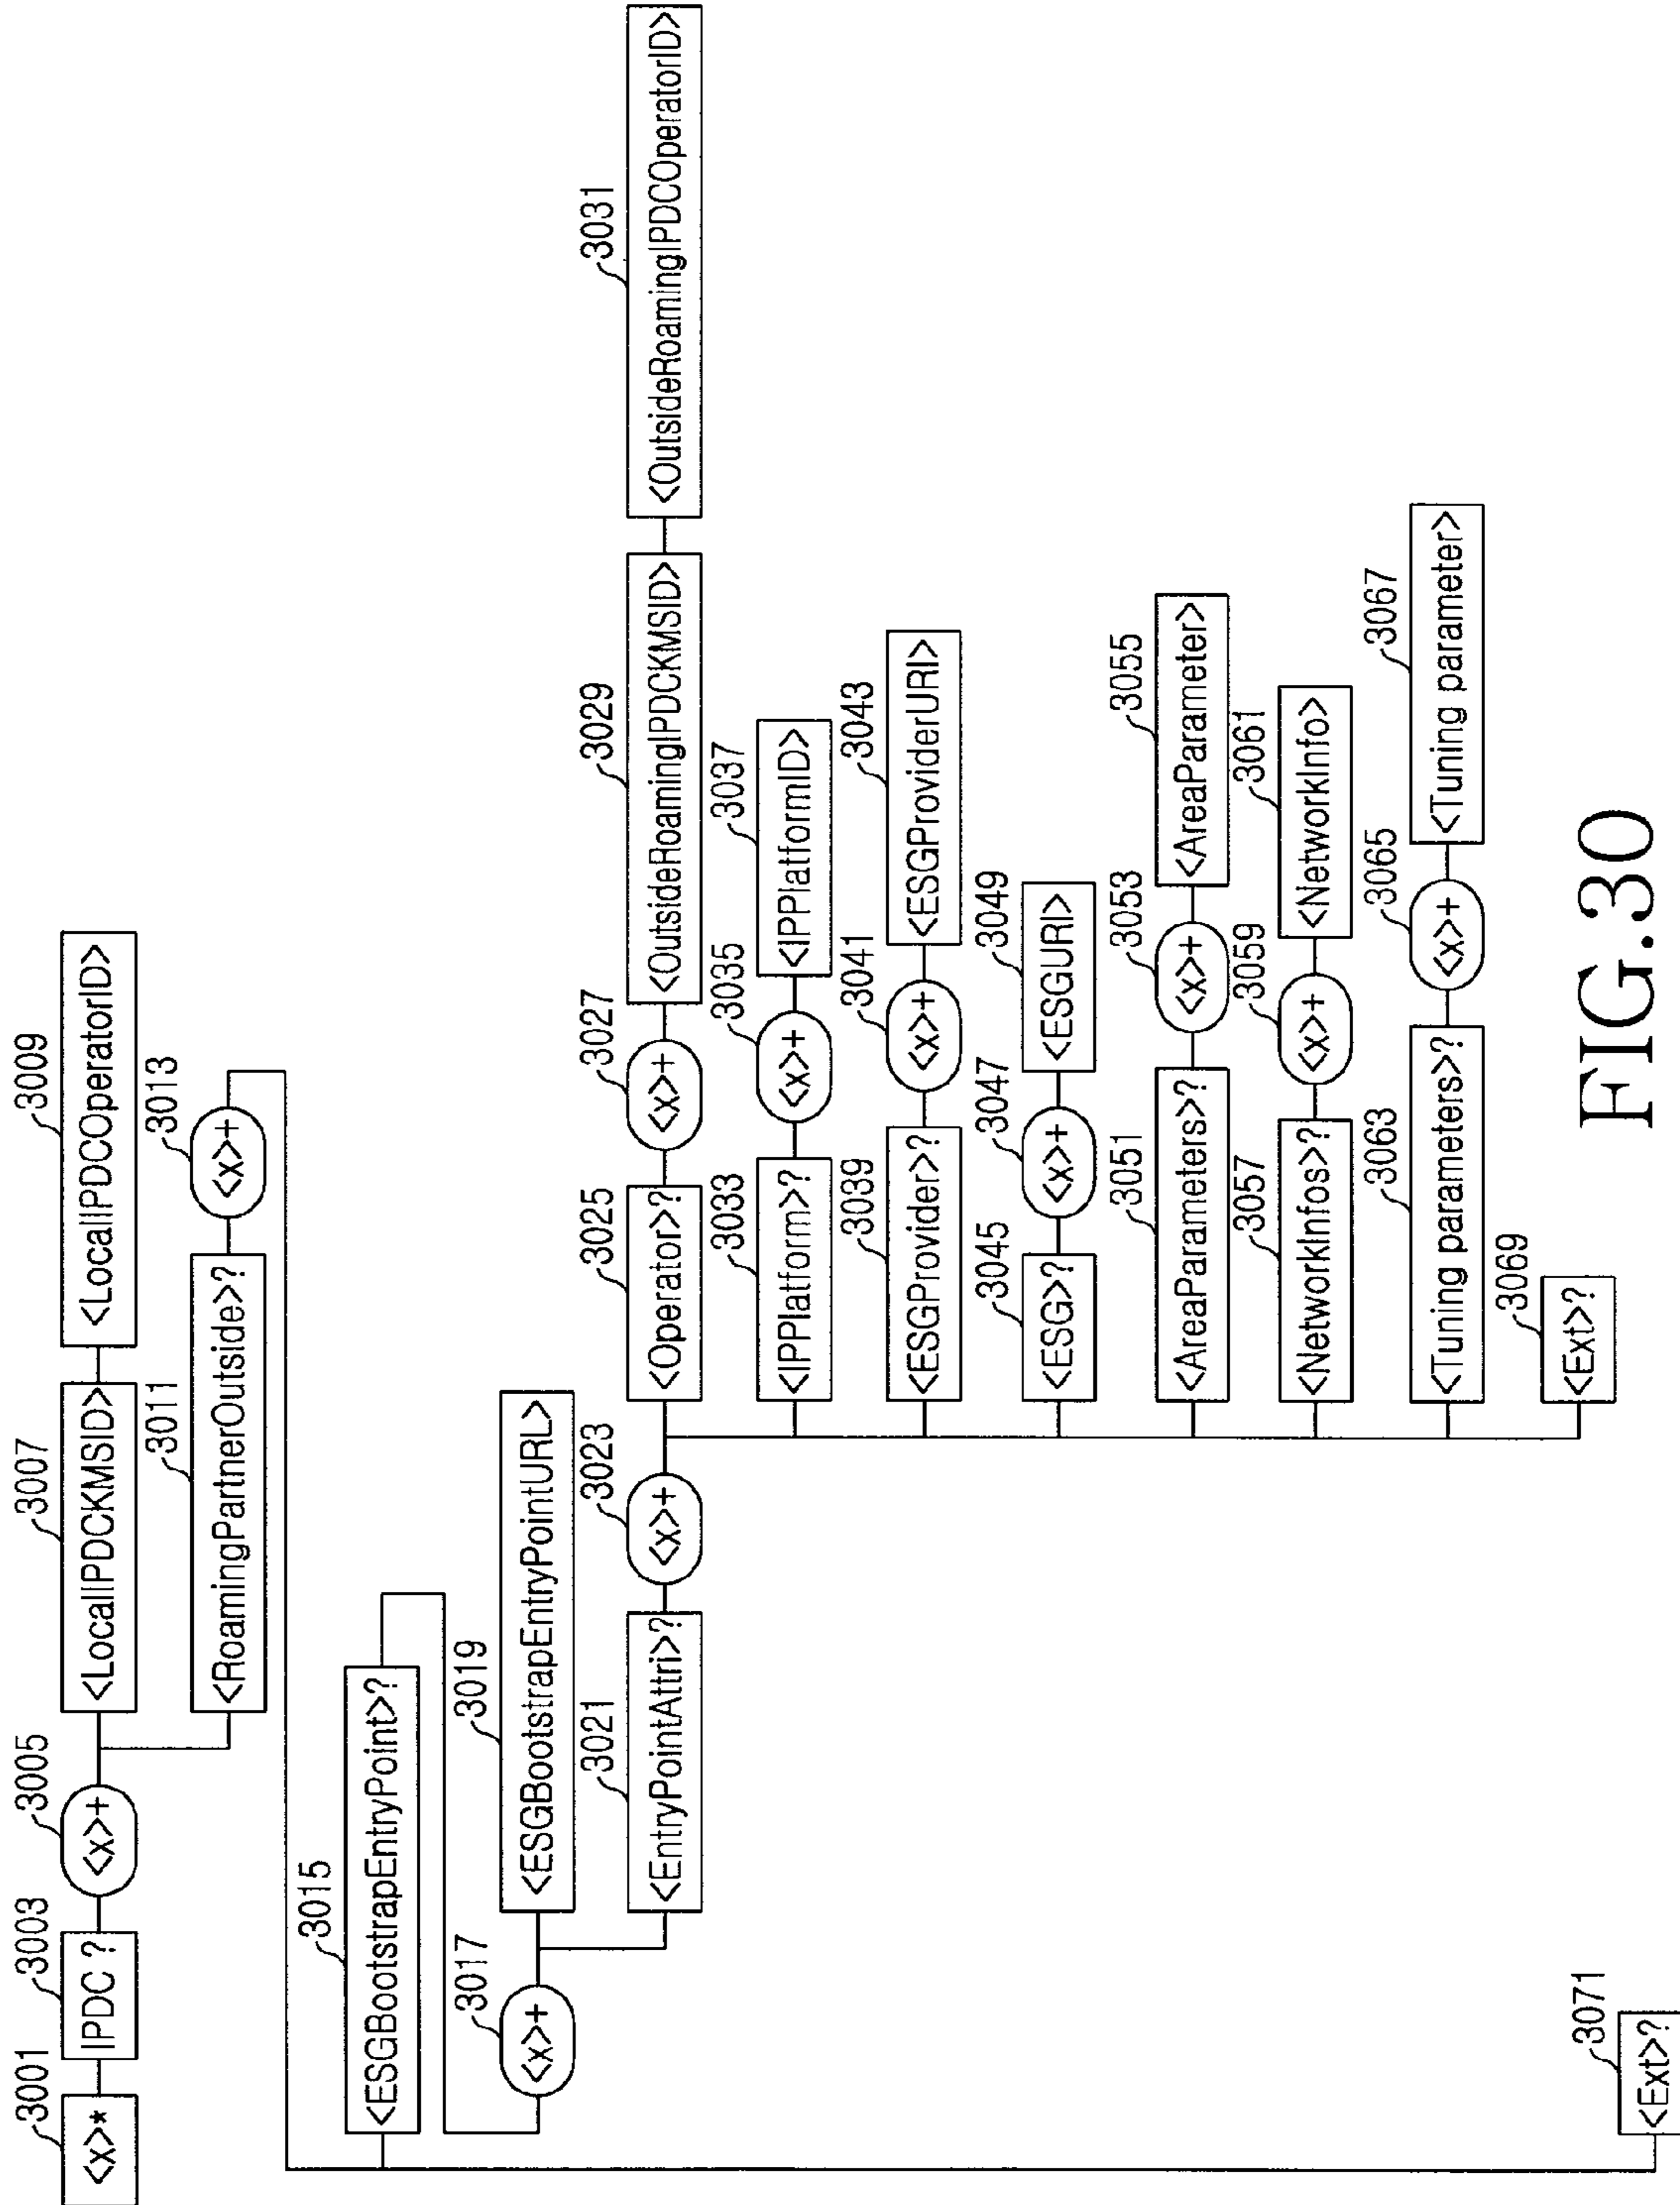 3001
<x>*
3003
IPDC ?
3005
<x>+
3007
<LocalIPDCKMSID>
3009
<LocalIPDCOperatorID>
3011
<RoamingPartnerOutside>?
3013
<x>+
3015
<ESGBootstrapEntryPoint>?
3017
<x>+
3019
<ESGBootstrapEntryPointURL>
3021
<EntryPointAttri>?
3023
<x>+
3025
<Operator>?
3027
<x>+
3029
<OutsideRoamingIPDCKMSID>
3031
<OutsideRoamingIPDCOperatorID>
3033
<IPPlatform>?
3035
<x>+
3037
<IPPlatformID>
3039
<ESGProvider>?
3041
<x>+
3043
<ESGProviderURI>
3045
<ESG>?
3047
<x>+
3049
<ESGURI>
3051
<AreaParameters>?
3053
<x>+
3055
<AreaParameter>
3057
<NetworkInfos>?
3059
<x>+
3061
<NetworkInfo>
3063
<Tuning parameters>?
3065
<x>+
3067
<Tuning parameter>
3069
<Ext>?
3071
<Ext>?
FIG.30